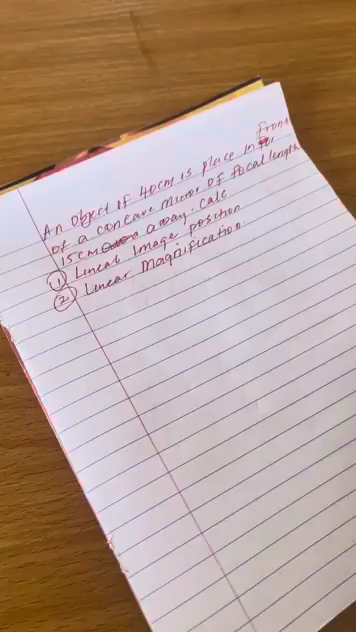 An object of 40cm is place in front
of a concave mirror of focal length
15cm away. Calc
① Linear Image position
② Linear Magnification